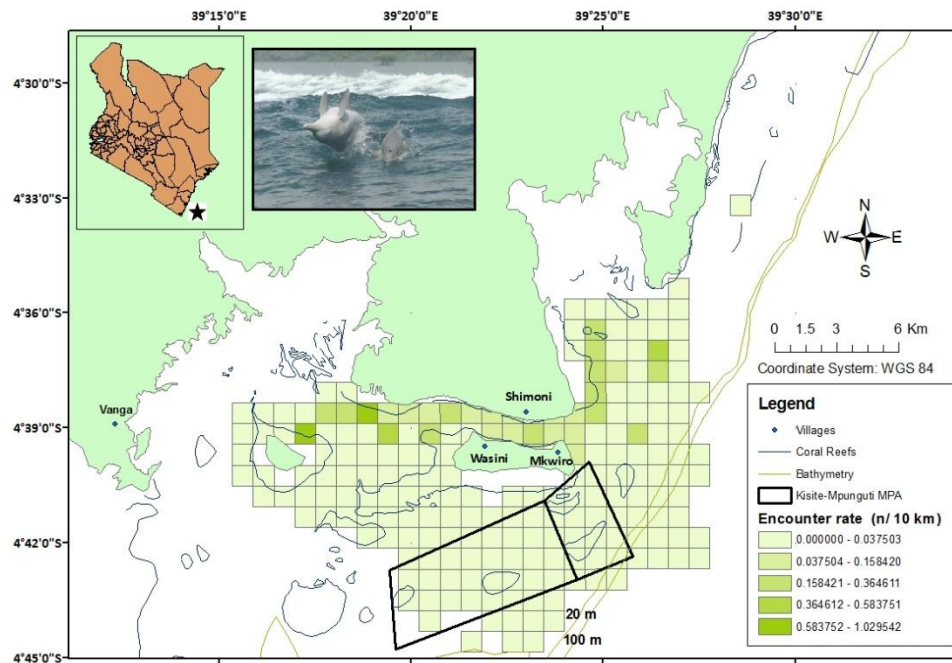 39°15'0"E 39°20'0"E 39°25'0"E 39°30'0"E
4°30'0"S
4°33'0"S
4°36'0"S
4°39'0"S
4°42'0"S
4°45'0"S
N
W E
S
0 1.5 3 6 Km
Coordinate System: WGS 84
Shimoni
Vanga
Wasini
Mkwiro
20 m
100 m
Legend
Villages
Coral Reefs
Bathymetry
Kisite-Mpunguti MPA
Encounter rate (n/ 10 km)
0.000000 - 0.037503
0.037504 - 0.158420
0.158421 - 0.364611
0.364612 - 0.583751
0.583752 - 1.029542